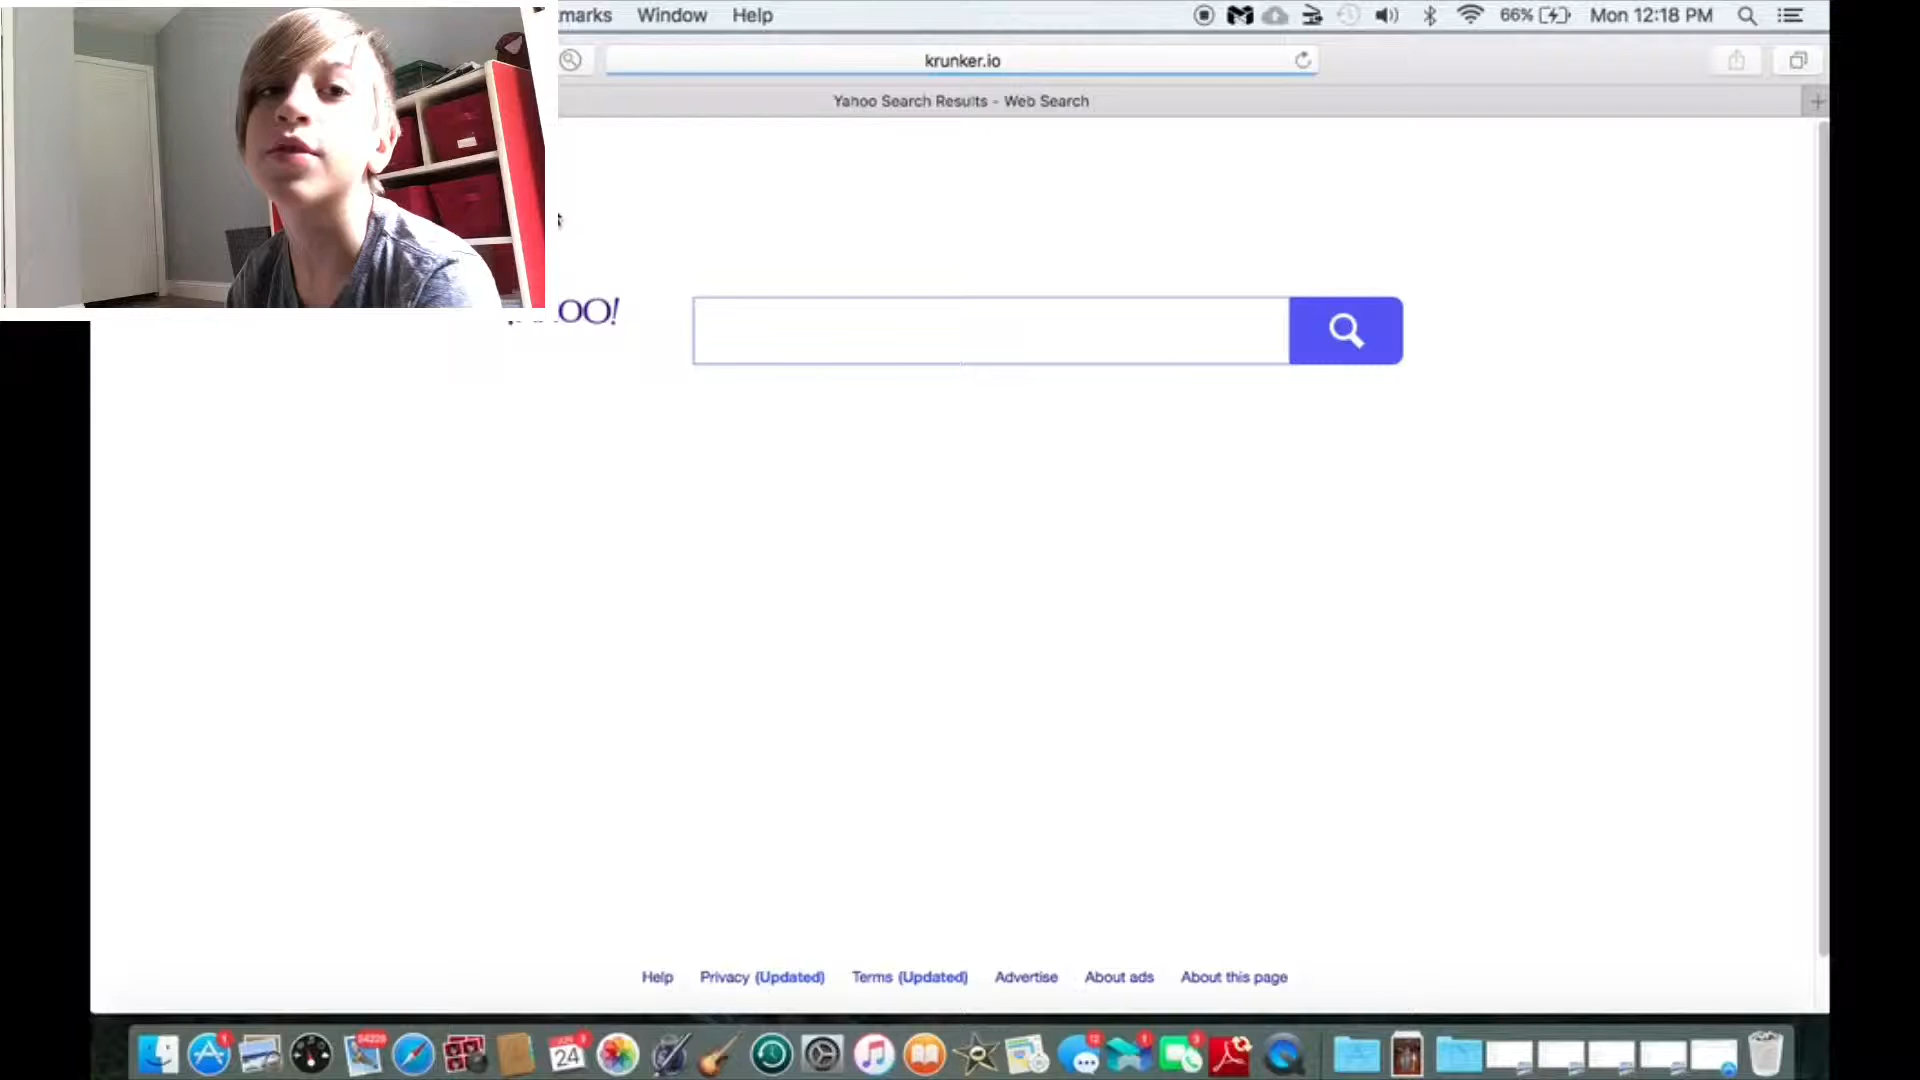 marks Window Help 66% Mon 12:18 PM
krunker.io
Yahoo Search Results - Web Search
OO!
Help Privacy (Updated) Terms (Updated) Advertise About ads About this page
24